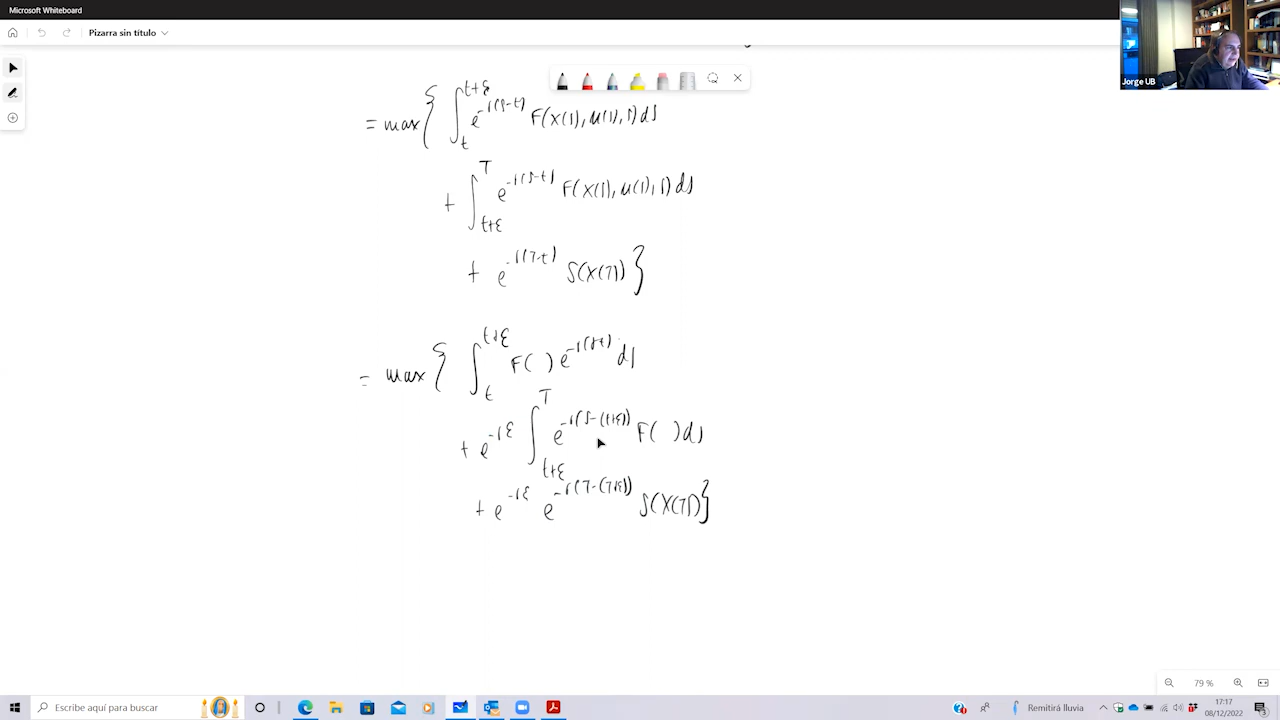 Microsoft Whiteboard
Pizarra sin título
Jorge UB
= max { ∫_t^{t+ε} e^{-r(s-t)} F(x(s), u(s), s) ds
+ ∫_{t+ε}^T e^{-r(s-t)} F(x(s), u(s), s) ds
+ e^{-r(T-t)} S(x(T)) }
= max { ∫_t^{t+ε} F( ) e^{-r(s-t)} ds
+ e^{-rε} ∫_{t+ε}^T e^{-r(s-(t+ε))} F( ) ds
+ e^{-rε} e^{-r(T-(T+ε))} S(x(T)) }
79 %
Escribe aquí para buscar
Remitirá lluvia
17:17
08/12/2022